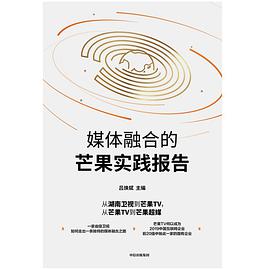 媒体融合的
芒果实践报告
吕焕斌 主编
从湖南卫视到芒果TV，
从芒果TV到芒果超媒
一家省级卫视
如何走出一条独特的媒体融合之路
芒果TV何以成为
2019中国互联网企业
前20强中独此一家的国有企业
中信出版集团